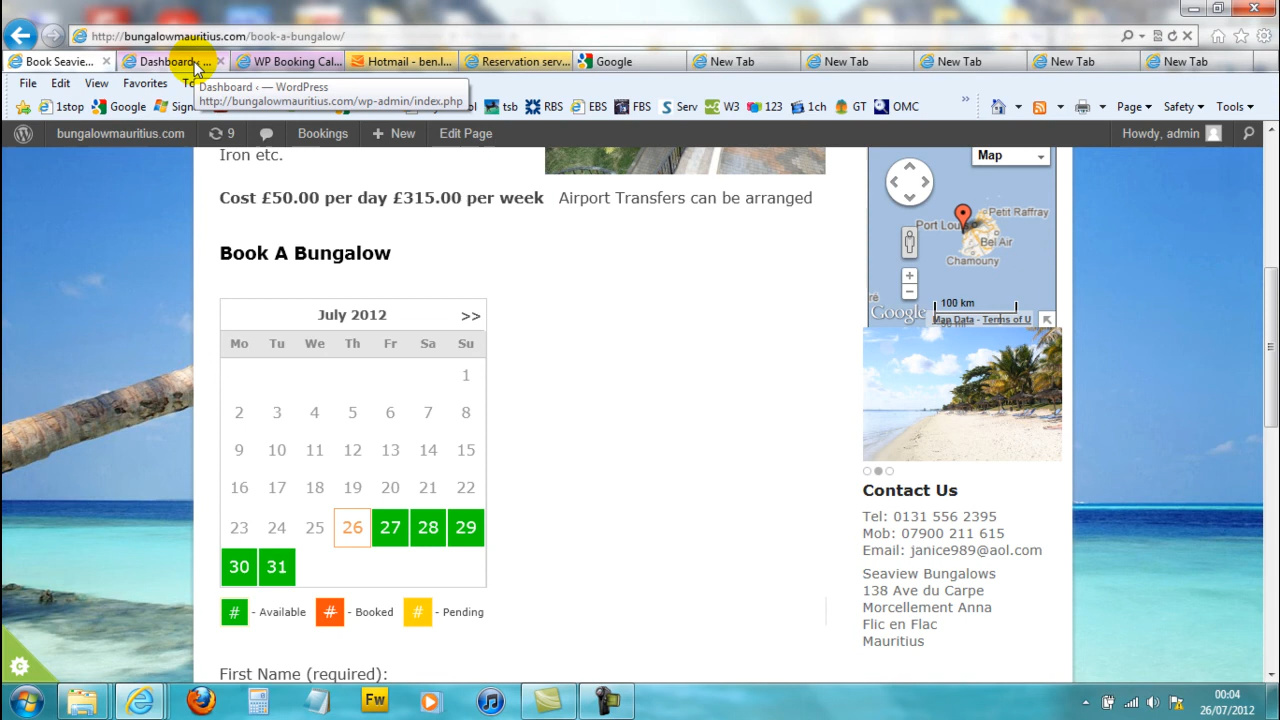 http://bungalowmauritius.com/book-a-bungalow/
Book Seavie...
Dashboard ‹ ...
WP Booking Cal...
Hotmail - ben.l...
Reservation serv...
Google
New Tab
New Tab
New Tab
New Tab
New Tab
File Edit View Favorites
Dashboard ‹ — WordPress
http://bungalowmauritius.com/wp-admin/index.php
1stop Google tsb RBS EBS FBS Serv W3 123 1ch GT OMC » Page Safety Tools
bungalowmauritius.com 9 Bookings + New Edit Page Howdy, admin
Iron etc.
Cost £50.00 per day £315.00 per week Airport Transfers can be arranged
Book A Bungalow
July 2012 >>
Mo Tu We Th Fr Sa Su
1
2 3 4 5 6 7 8
9 10 11 12 13 14 15
16 17 18 19 20 21 22
23 24 25 26 27 28 29
30 31
# - Available # - Booked # - Pending
First Name (required):
Map
Petit Raffray
Port Louis
Bel Air
Chamouny
100 km
Google
Map Data - Terms of U
Contact Us
Tel: 0131 556 2395
Mob: 07900 211 615
Email: janice989@aol.com
Seaview Bungalows
138 Ave du Carpe
Morcellement Anna
Flic en Flac
Mauritius
Fw
00:04
26/07/2012